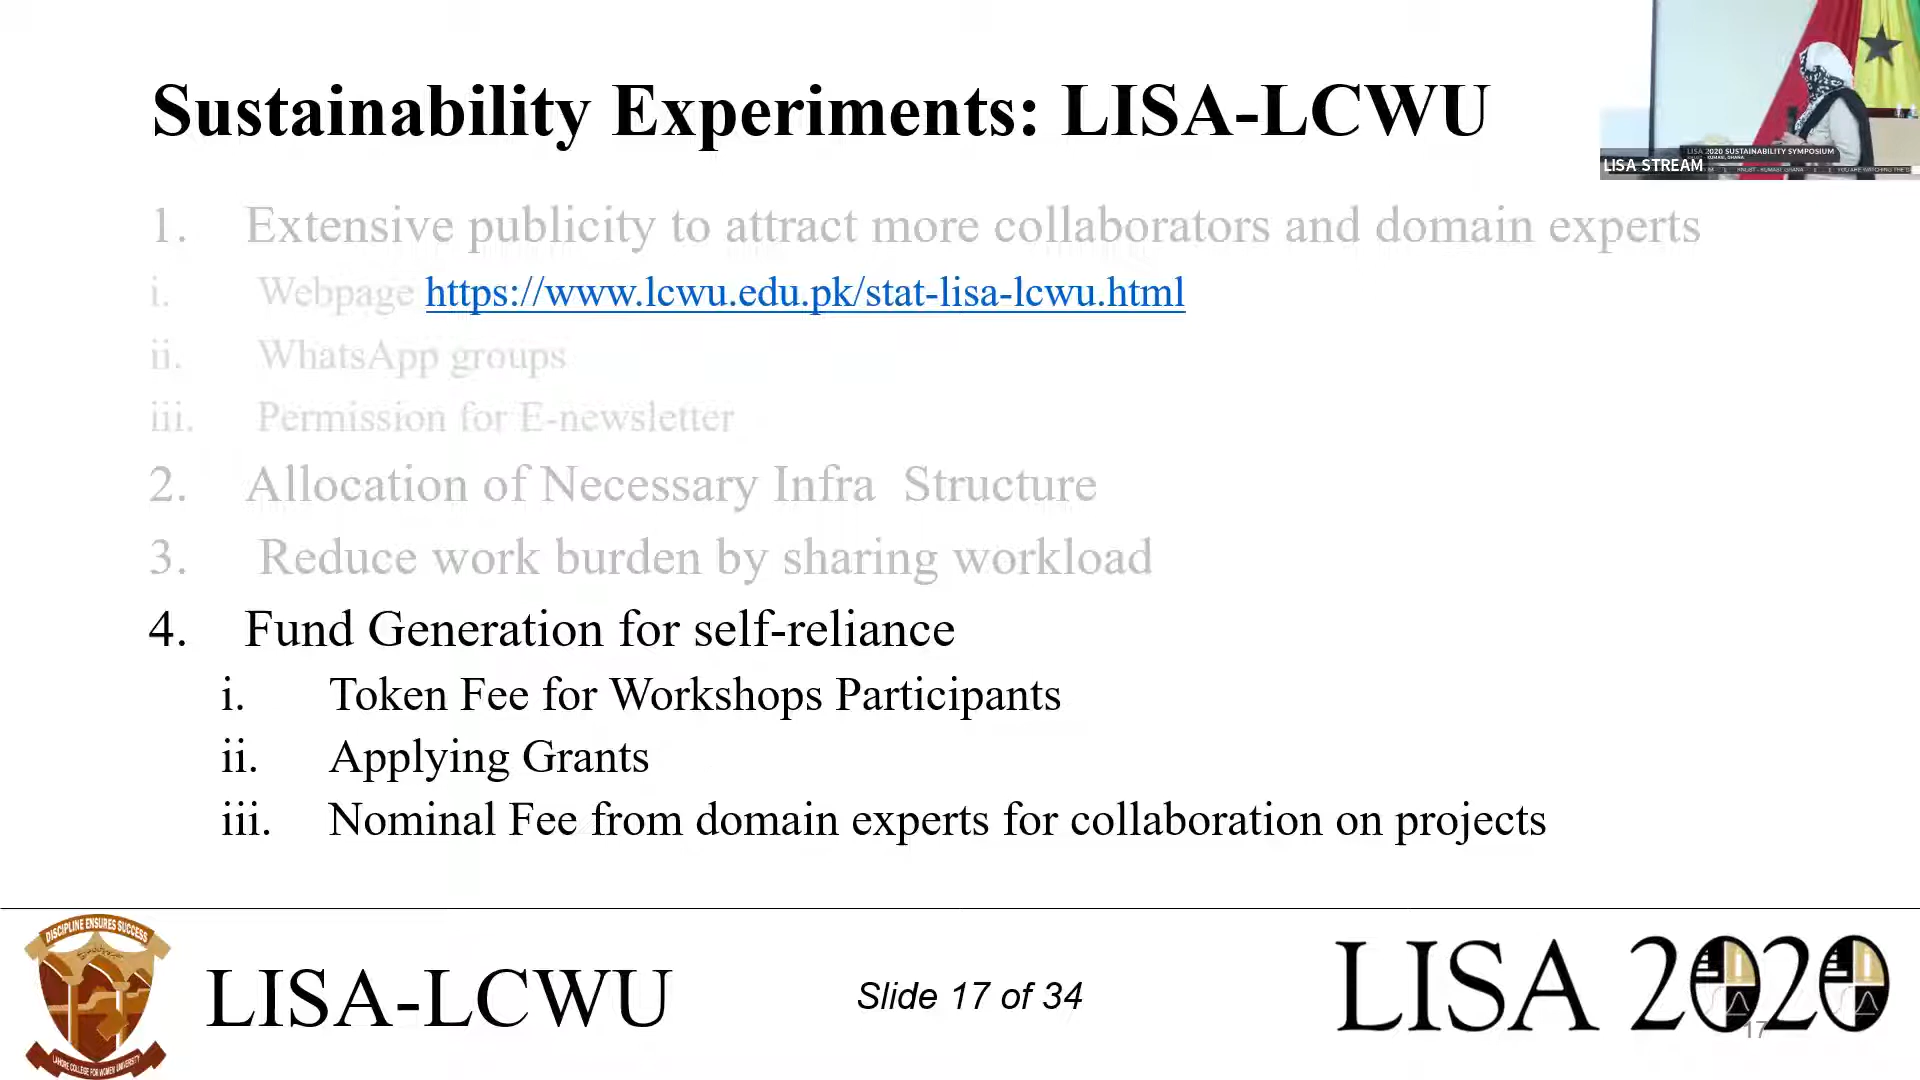 Sustainability Experiments: LISA-LCWU
LISA 2020 SUSTAINABILITY SYMPOSIUM
KUMASI, GHANA
LISA STREAM
1. Extensive publicity to attract more collaborators and domain experts
i. Webpage https://www.lcwu.edu.pk/stat-lisa-lcwu.html
ii. WhatsApp groups
iii. Permission for E-newsletter
2. Allocation of Necessary Infra Structure
3. Reduce work burden by sharing workload
4. Fund Generation for self-reliance
i. Token Fee for Workshops Participants
ii. Applying Grants
iii. Nominal Fee from domain experts for collaboration on projects
DISCIPLINE ENSURES SUCCESS
LAHORE COLLEGE FOR WOMEN UNIVERSITY
LISA-LCWU
Slide 17 of 34
LISA 2020
17